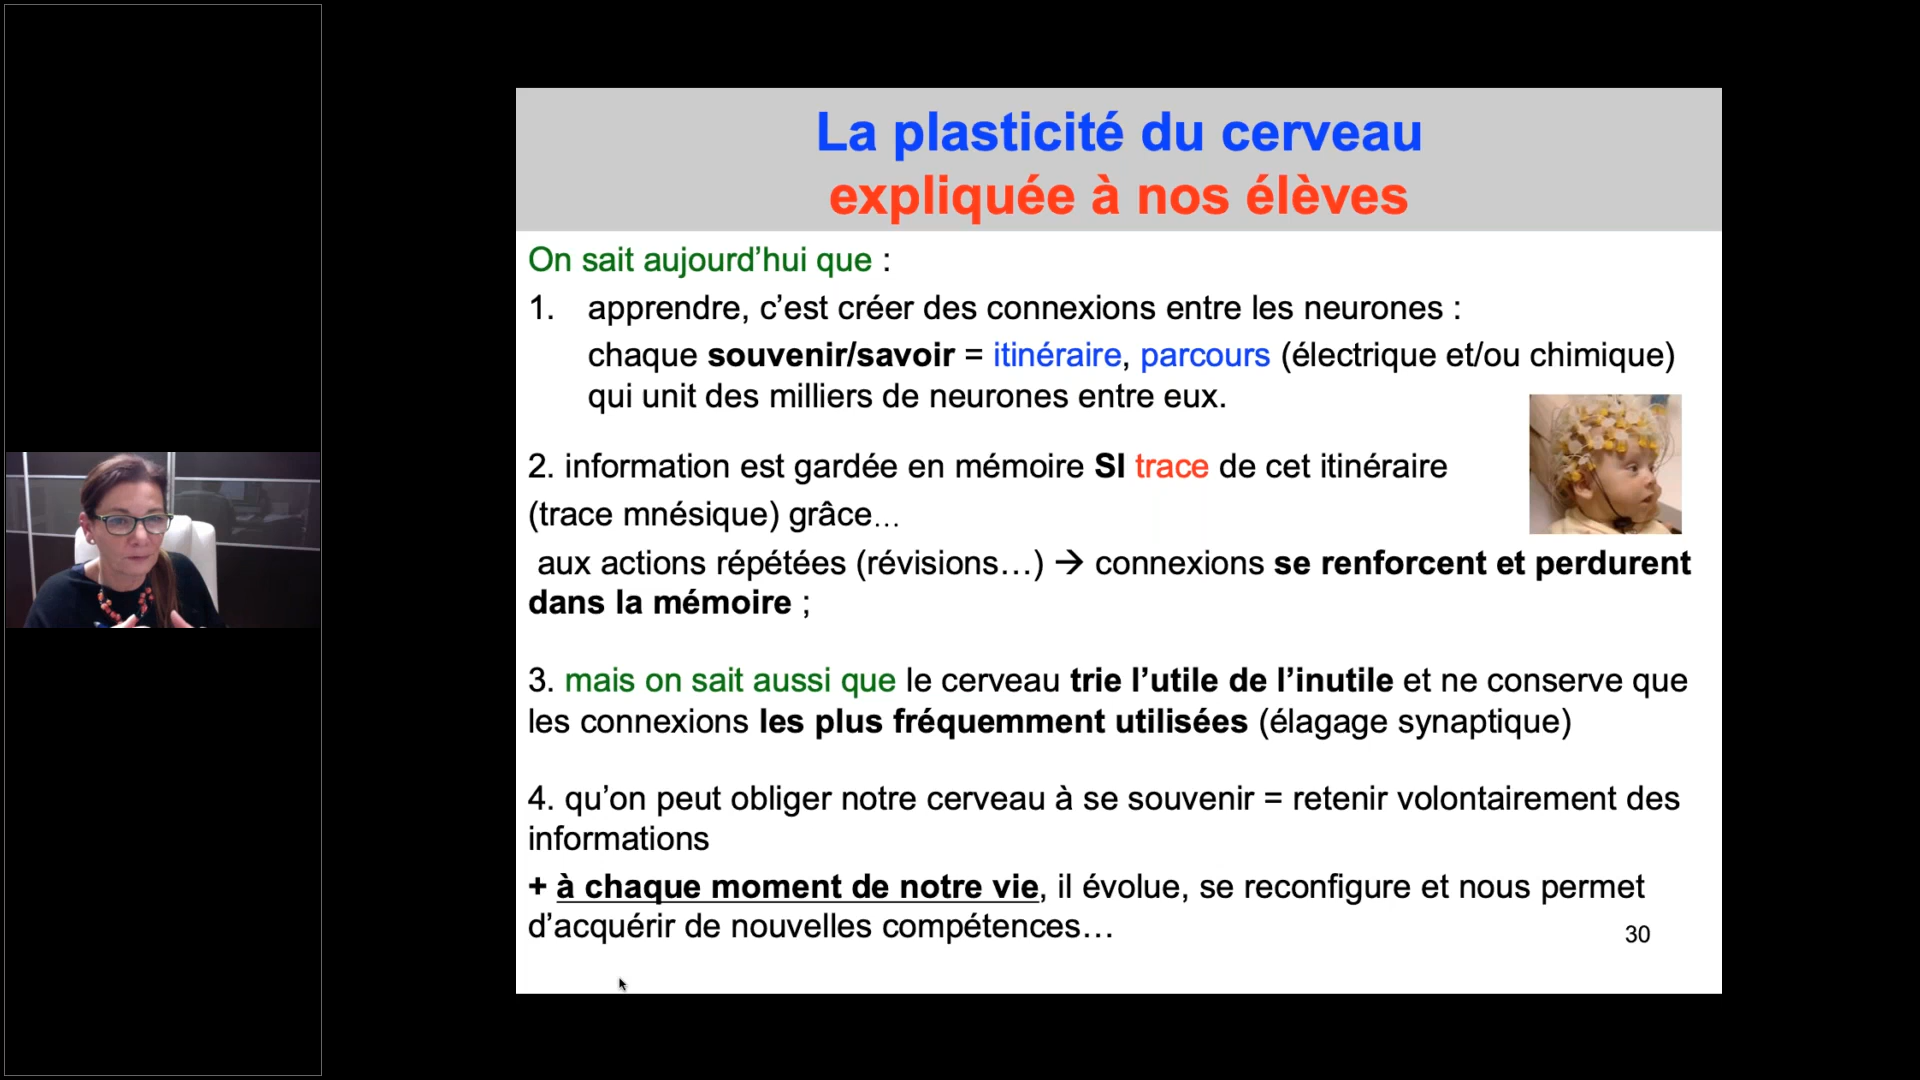 La plasticité du cerveau
expliquée à nos élèves
On sait aujourd’hui que :
1. apprendre, c’est créer des connexions entre les neurones :
chaque souvenir/savoir = itinéraire, parcours (électrique et/ou chimique)
qui unit des milliers de neurones entre eux.
2. information est gardée en mémoire SI trace de cet itinéraire
(trace mnésique) grâce…
aux actions répétées (révisions…) → connexions se renforcent et perdurent
dans la mémoire ;
3. mais on sait aussi que le cerveau trie l’utile de l’inutile et ne conserve que
les connexions les plus fréquemment utilisées (élagage synaptique)
4. qu’on peut obliger notre cerveau à se souvenir = retenir volontairement des
informations
+ à chaque moment de notre vie, il évolue, se reconfigure et nous permet
d’acquérir de nouvelles compétences…
30